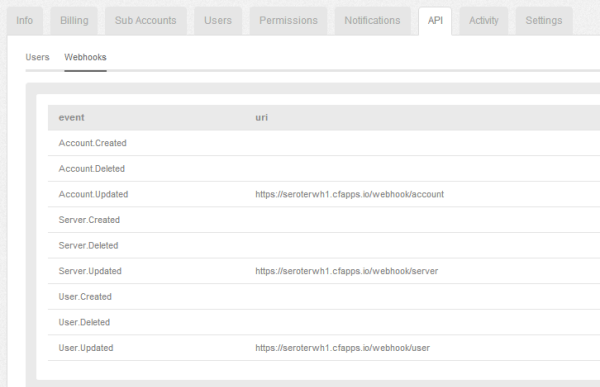 Info Billing Sub Accounts Users Permissions Notifications API Activity Settings
Users Webhooks
event uri
Account.Created
Account.Deleted
Account.Updated https://seroterwh1.cfapps.io/webhook/account
Server.Created
Server.Deleted
Server.Updated https://seroterwh1.cfapps.io/webhook/server
User.Created
User.Deleted
User.Updated https://seroterwh1.cfapps.io/webhook/user